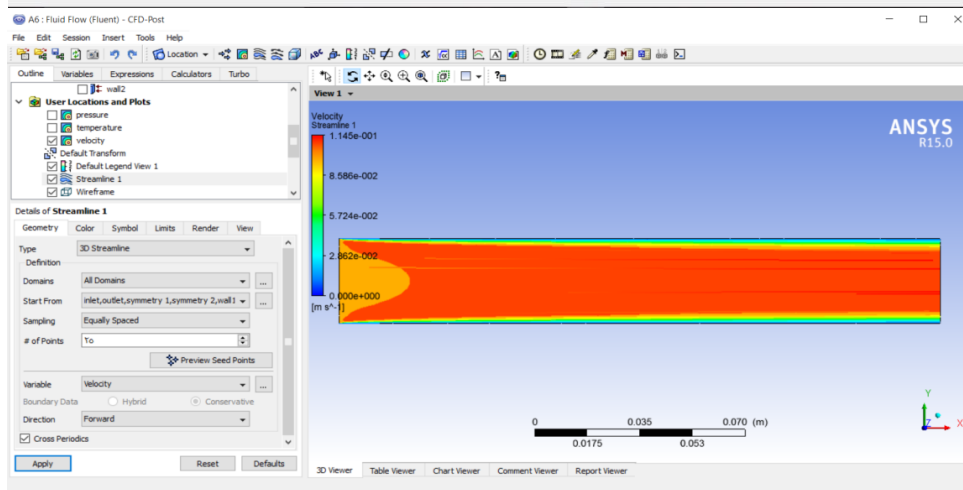 A6 : Fluid Flow (Fluent) - CFD-Post
File Edit Session Insert Tools Help
Location
Outline Variables Expressions Calculators Turbo
wall2
User Locations and Plots
pressure
temperature
velocity
Default Transform
Default Legend View 1
Streamline 1
Wireframe
Details of Streamline 1
Geometry Color Symbol Limits Render View
Type 3D Streamline
Definition
Domains All Domains ...
Start From inlet,outlet,symmetry 1,symmetry 2,wall1 ...
Sampling Equally Spaced
# of Points
Preview Seed Points
Variable Velocity ...
Boundary Data Hybrid Conservative
Direction Forward
Cross Periodics
Apply Reset Defaults
View 1
Velocity
Streamline 1
1.145e-001
8.586e-002
5.724e-002
2.862e-002
0.000e+000
[m s^-1]
ANSYS
R15.0
0 0.035 0.070 (m)
0.0175 0.053
Y
Z X
3D Viewer Table Viewer Chart Viewer Comment Viewer Report Viewer